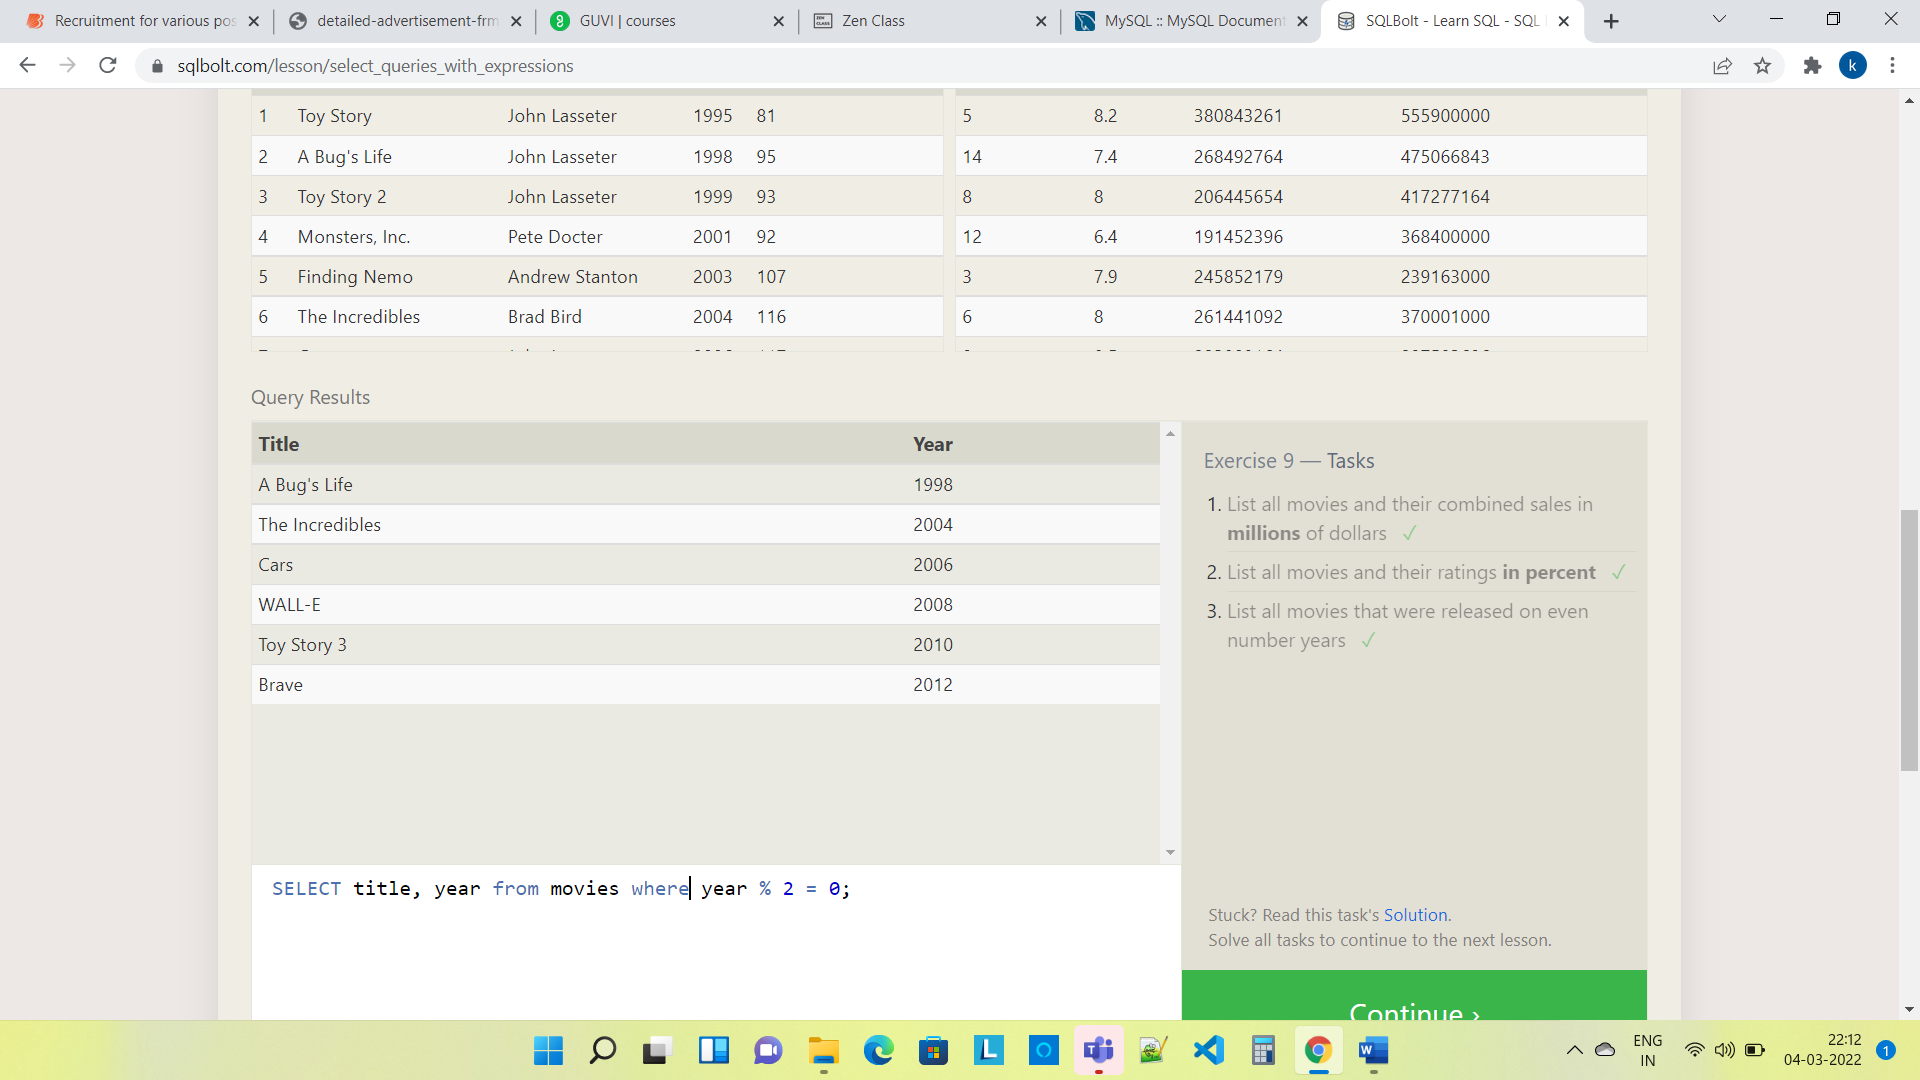 Recruitment for various pos
detailed-advertisement-frm
GUVI | courses
Zen Class
MySQL :: MySQL Document
SQLBolt - Learn SQL - SQL
sqlbolt.com/lesson/select_queries_with_expressions
k
1 Toy Story John Lasseter 1995 81 5 8.2 380843261 555900000
2 A Bug's Life John Lasseter 1998 95 14 7.4 268492764 475066843
3 Toy Story 2 John Lasseter 1999 93 8 8 206445654 417277164
4 Monsters, Inc. Pete Docter 2001 92 12 6.4 191452396 368400000
5 Finding Nemo Andrew Stanton 2003 107 3 7.9 245852179 239163000
6 The Incredibles Brad Bird 2004 116 6 8 261441092 370001000
Query Results
Title Year
A Bug's Life 1998
The Incredibles 2004
Cars 2006
WALL-E 2008
Toy Story 3 2010
Brave 2012
Exercise 9 — Tasks
1. List all movies and their combined sales in
millions of dollars ✓
2. List all movies and their ratings in percent ✓
3. List all movies that were released on even
number years ✓
SELECT title, year from movies where year % 2 = 0;
Stuck? Read this task's Solution.
Solve all tasks to continue to the next lesson.
Continue ›
ENG
IN
22:12
04-03-2022
1